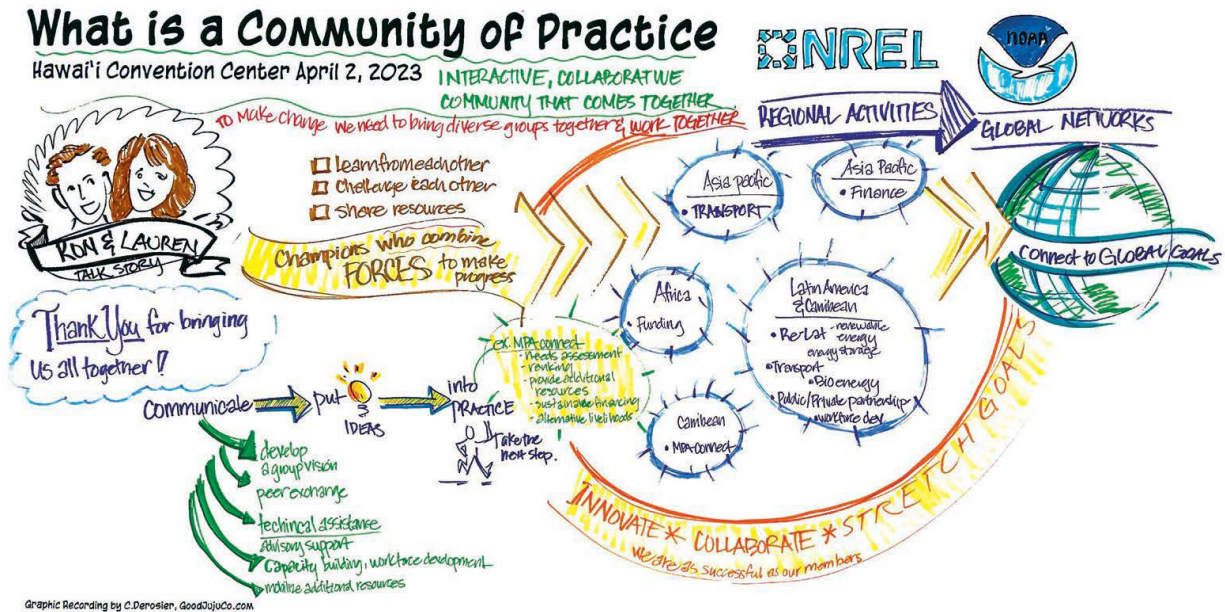 What is a Community of Practice
Hawai'i Convention Center April 2, 2023
INTERACTIVE, COLLABORATIVE
COMMUNITY THAT COMES TOGETHER
TO Make change we need to bring diverse groups together & WORK TOGETHER
NREL
NOAA
REGIONAL ACTIVITIES
GLOBAL NETWORKS
RON & LAUREN
TALK STORY
Learn from each other
Challenge each other
Share resources
Champions who combine
FORCES to make
progress
Thank You for bringing
us all together!!
Communicate
put
IDEAS
into
PRACTICE
Take the
next step.
develop
a group vision
peer exchange
techincal assistance
advisory support
Capacity building, workforce development
mobilize additional resources
ex. MPA connect
• needs assessment
ranking
• provide additional
resources
• sustainable financing
• alternative livelihoods
Asia pacific
• TRANSPORT
Asia Pacific
• Finance
Africa
• Funding
Latin America
& Carribean
• Re Lat - renewable
energy
energy storage
• Transport
• Bioenergy
• Public/Private partnership
• workforce dev
Carribean
• MPA connect
Connect to GLOBAL GOALS
INNOVATE * COLLABORATE * STRETCH GOALS
we are as successful as our members
Graphic Recording by C.Derosier, GoodJujuCo.com